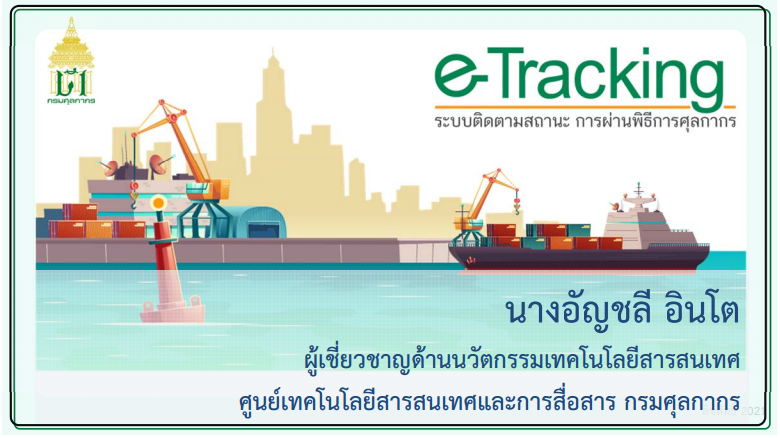 กรมศุลกากร
e-Tracking
ระบบติดตามสถานะ การผ่านพิธีการศุลกากร
นางอัญชลี อินโต
ผู้เชี่ยวชาญด้านนวัตกรรมเทคโนโลยีสารสนเทศ
ศูนย์เทคโนโลยีสารสนเทศและการสื่อสาร กรมศุลกากร